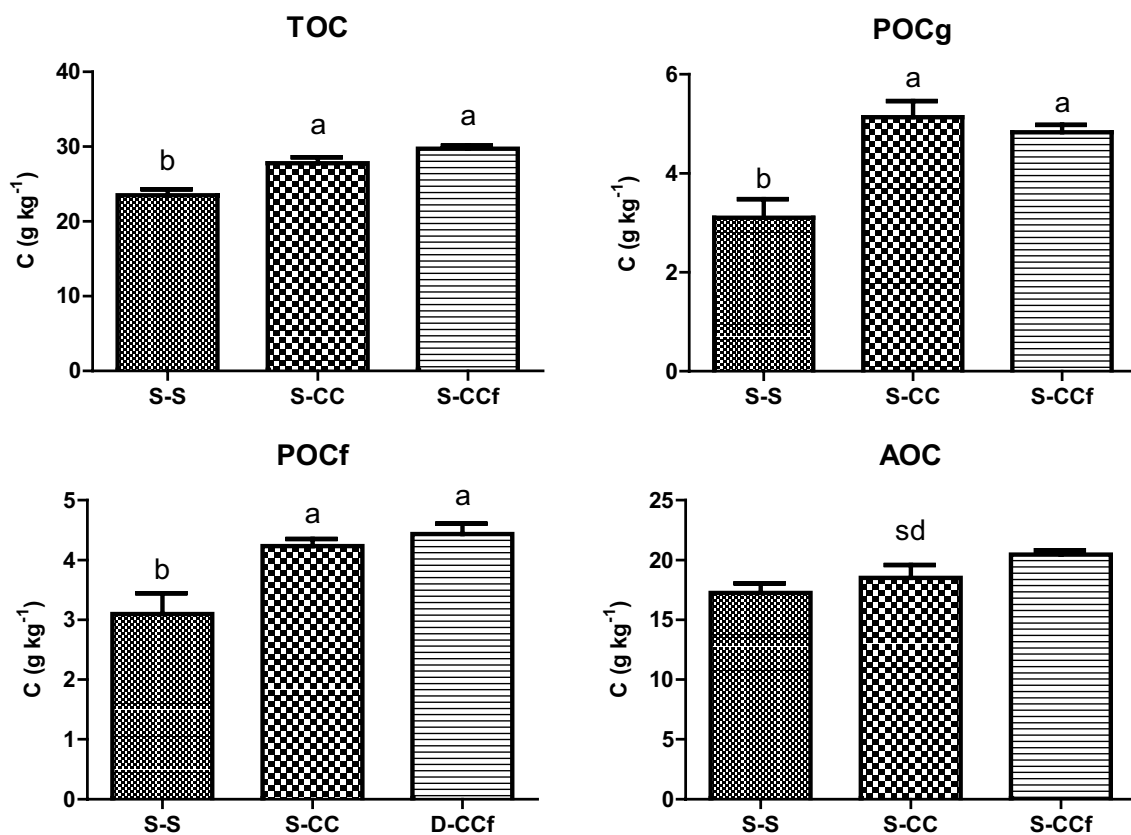 TOC
C (g kg⁻¹)
40
30
20
10
0
b
a
a
S-S
S-CC
S-CCf
POCg
C (g kg⁻¹)
6
4
2
0
b
a
a
S-S
S-CC
S-CCf
POCf
C (g kg⁻¹)
5
4
3
2
1
0
b
a
a
S-S
S-CC
D-CCf
AOC
C (g kg⁻¹)
25
20
15
10
5
0
sd
S-S
S-CC
S-CCf